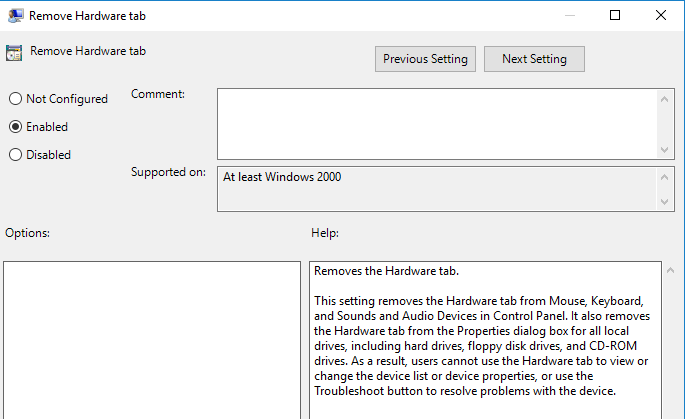 Remove Hardware tab
Remove Hardware tab
Previous Setting
Next Setting
Not Configured
Comment:
Enabled
Disabled
Supported on:
At least Windows 2000
Options:
Help:
Removes the Hardware tab.
This setting removes the Hardware tab from Mouse, Keyboard,
and Sounds and Audio Devices in Control Panel. It also removes
the Hardware tab from the Properties dialog box for all local
drives, including hard drives, floppy disk drives, and CD-ROM
drives. As a result, users cannot use the Hardware tab to view or
change the device list or device properties, or use the
Troubleshoot button to resolve problems with the device.